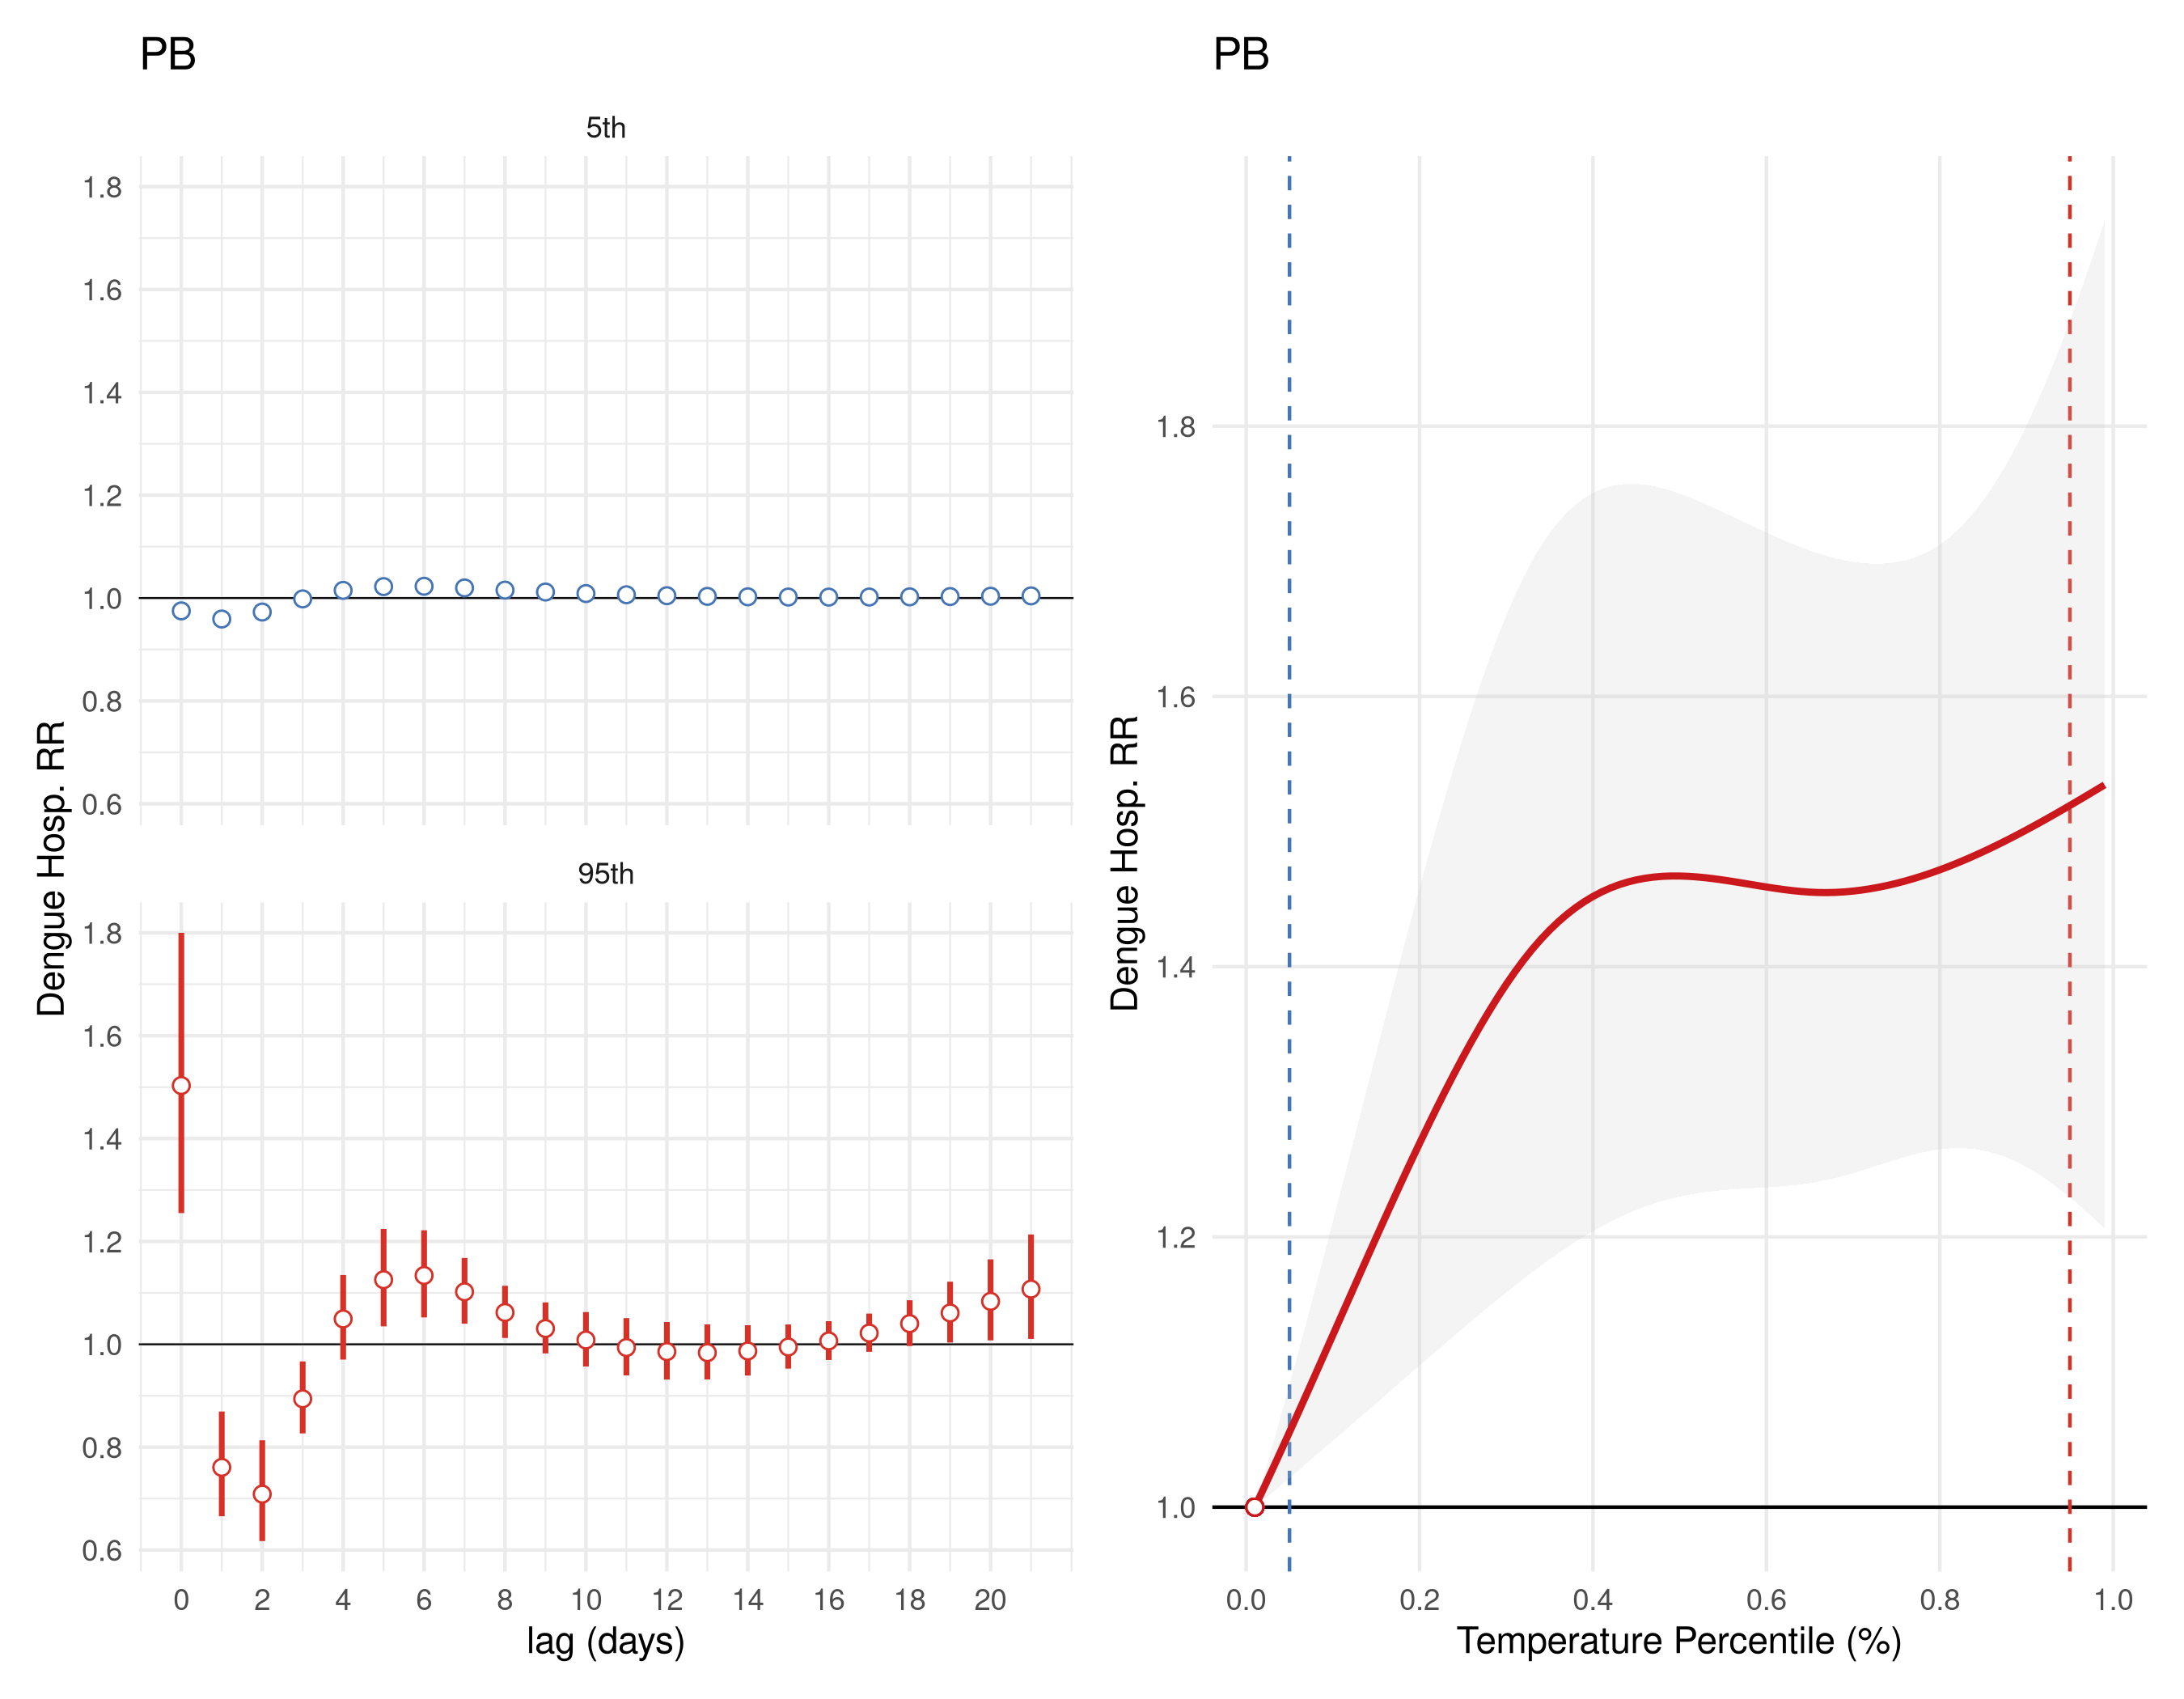 PB
5th
1.8
1.6
1.4
1.2
1.0
0.8
0.6
Dengue Hosp. RR
95th
1.8
1.6
1.4
1.2
1.0
0.8
0.6
0 2 4 6 8 10 12 14 16 18 20
lag (days)
PB
1.8
1.6
1.4
1.2
1.0
Dengue Hosp. RR
0.0 0.2 0.4 0.6 0.8 1.0
Temperature Percentile (%)